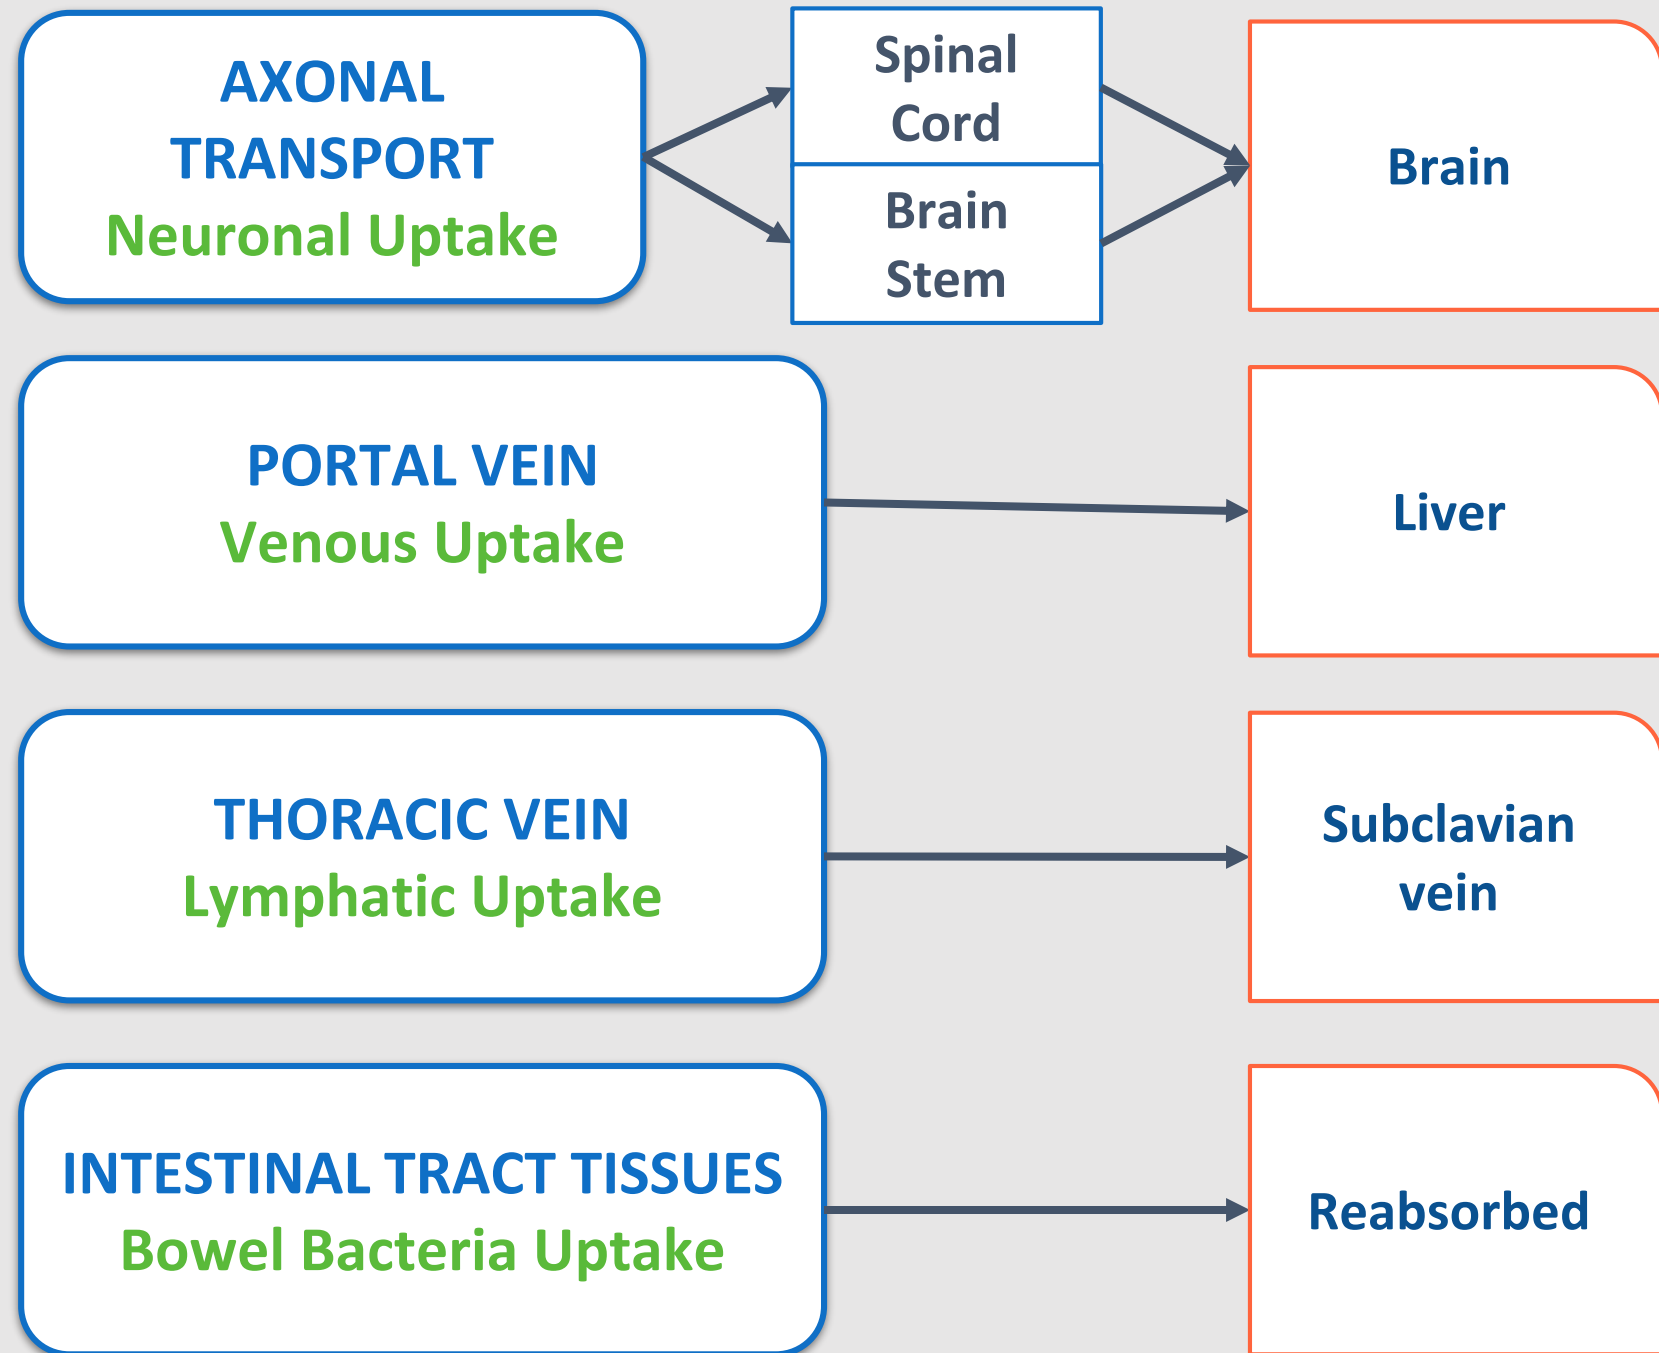 AXONAL
TRANSPORT
Neuronal Uptake
Spinal
Cord
Brain
Stem
Brain
PORTAL VEIN
Venous Uptake
Liver
THORACIC VEIN
Lymphatic Uptake
Subclavian
vein
INTESTINAL TRACT TISSUES
Bowel Bacteria Uptake
Reabsorbed